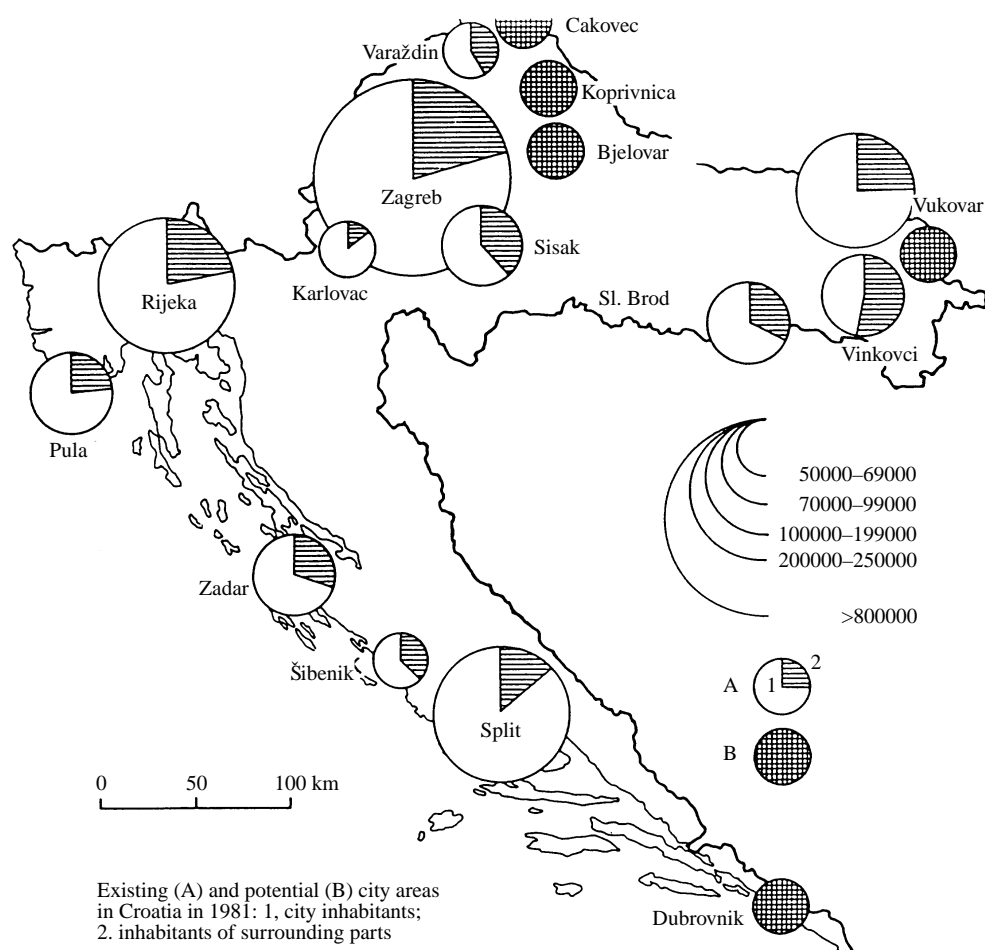 Cakovec
Varaždin
Koprivnica
Bjelovar
Zagreb
Vukovar
Sisak
Karlovac
Rijeka
Sl. Brod
Vinkovci
Pula
50000–69000
70000–99000
100000–199000
200000–250000
>800000
Zadar
Šibenik
A
1
2
Split
B
0 50 100 km
Existing (A) and potential (B) city areas
in Croatia in 1981: 1, city inhabitants;
2. inhabitants of surrounding parts
Dubrovnik